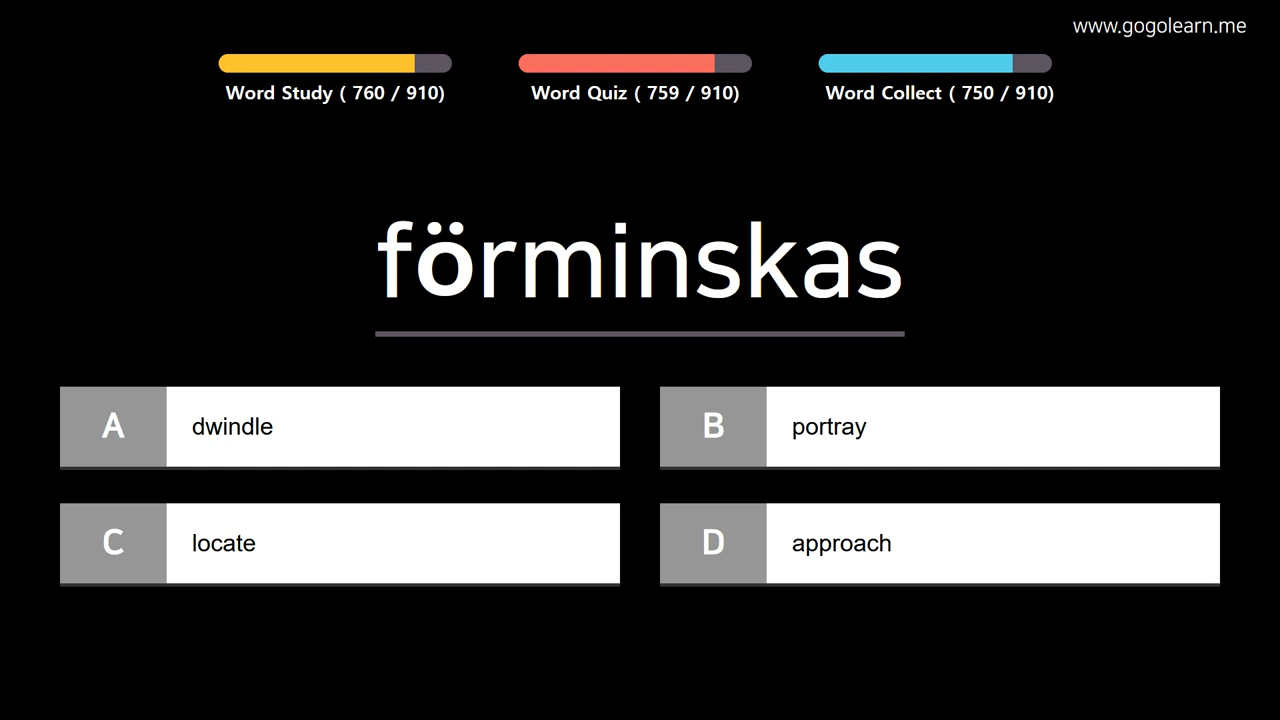 www.gogolearn.me
Word Study ( 760 / 910)
Word Quiz ( 759 / 910)
Word Collect ( 750 / 910)
förminskas
A dwindle
B portray
C locate
D approach